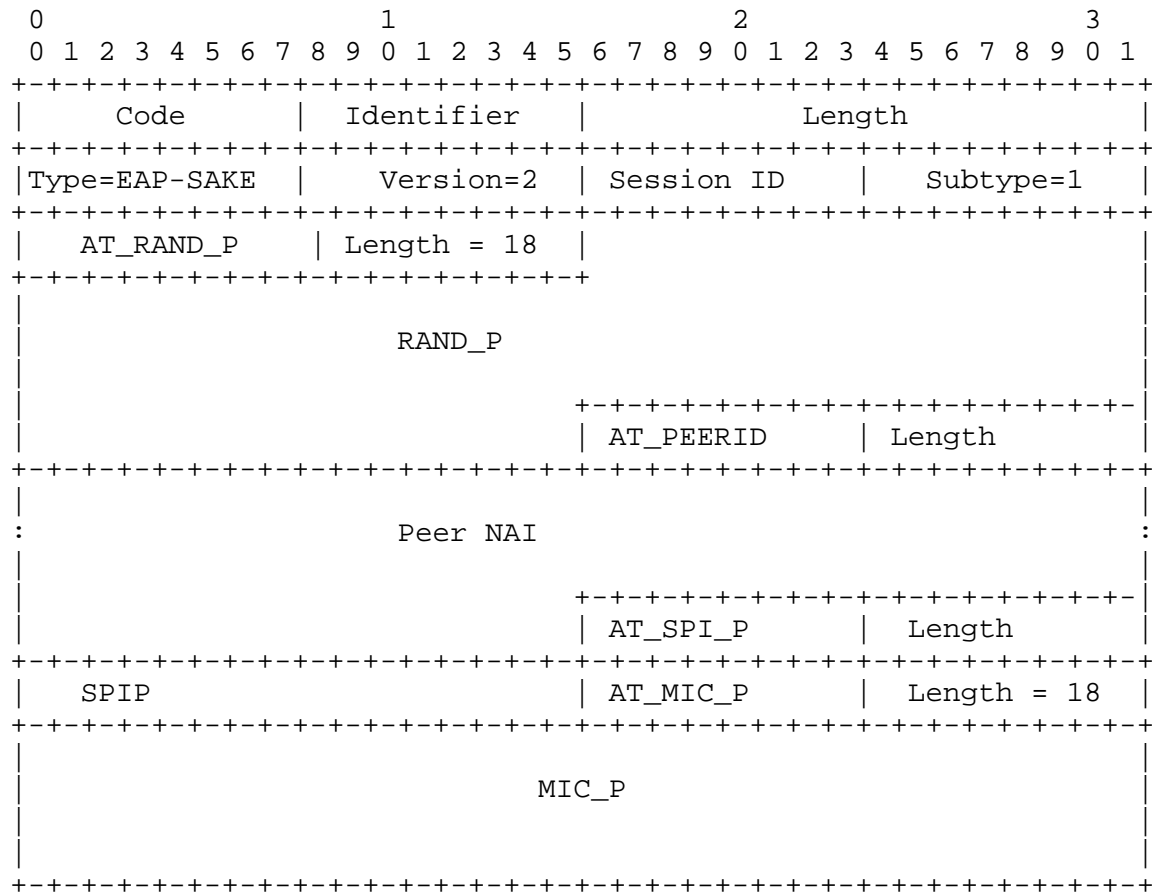 0                   1                   2                   3
0 1 2 3 4 5 6 7 8 9 0 1 2 3 4 5 6 7 8 9 0 1 2 3 4 5 6 7 8 9 0 1
+-+-+-+-+-+-+-+-+-+-+-+-+-+-+-+-+-+-+-+-+-+-+-+-+-+-+-+-+-+-+-+-+
|     Code      |  Identifier   |            Length             |
+-+-+-+-+-+-+-+-+-+-+-+-+-+-+-+-+-+-+-+-+-+-+-+-+-+-+-+-+-+-+-+-+
|Type=EAP-SAKE  |    Version=2  | Session ID    |   Subtype=1   |
+-+-+-+-+-+-+-+-+-+-+-+-+-+-+-+-+-+-+-+-+-+-+-+-+-+-+-+-+-+-+-+-+
|   AT_RAND_P    | Length = 18  |                               |
+-+-+-+-+-+-+-+-+-+-+-+-+-+-+-+-+                               |
|                                                               |
|                     RAND_P                                    |
|                                                               |
|                               +-+-+-+-+-+-+-+-+-+-+-+-+-+-+-+-|
|                               | AT_PEERID     | Length        |
+-+-+-+-+-+-+-+-+-+-+-+-+-+-+-+-+-+-+-+-+-+-+-+-+-+-+-+-+-+-+-+-+
|                                                               |
:                     Peer NAI                                  :
|                                                               |
|                               +-+-+-+-+-+-+-+-+-+-+-+-+-+-+-+-|
|                               | AT_SPI_P      |  Length       |
+-+-+-+-+-+-+-+-+-+-+-+-+-+-+-+-+-+-+-+-+-+-+-+-+-+-+-+-+-+-+-+-+
|   SPIP                        | AT_MIC_P      |  Length = 18  |
+-+-+-+-+-+-+-+-+-+-+-+-+-+-+-+-+-+-+-+-+-+-+-+-+-+-+-+-+-+-+-+-+
|                                                               |
|                             MIC_P                             |
|                                                               |
|                                                               |
+-+-+-+-+-+-+-+-+-+-+-+-+-+-+-+-+-+-+-+-+-+-+-+-+-+-+-+-+-+-+-+-+